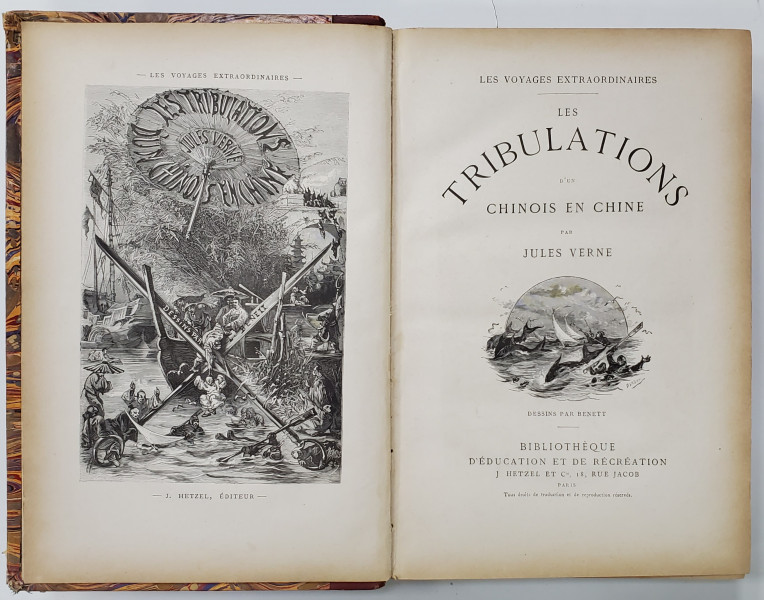 — LES VOYAGES EXTRAORDINAIRES —
LES TRIBULATIONS
D'UN CHINOIS EN CHINE
JULES VERNE
DESSINS
— J. HETZEL, ÉDITEUR —
LES VOYAGES EXTRAORDINAIRES
LES
TRIBULATIONS
D'UN
CHINOIS EN CHINE
PAR
JULES VERNE
DESSINS PAR BENETT
BIBLIOTHÈQUE
D'ÉDUCATION ET DE RÉCRÉATION
J. HETZEL ET Cie, 18, RUE JACOB
PARIS
Tous droits de traduction et de reproduction réservés.